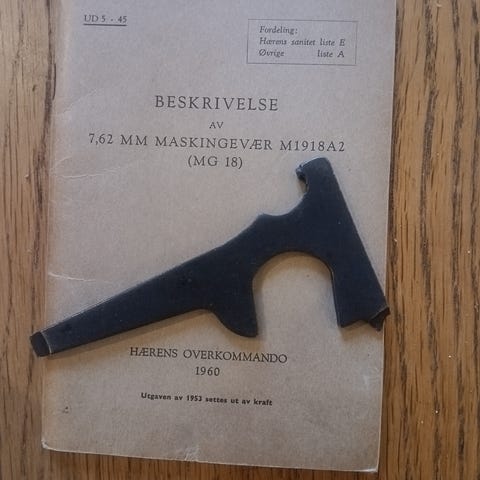 UD 5 - 45
Fordeling:
Hærens sanitet liste E
Øvrige liste A
BESKRIVELSE
AV
7,62 MM MASKINGEVÆR M1918A2
(MG 18)
HÆRENS OVERKOMMANDO
1960
Utgaven av 1953 settes ut av kraft